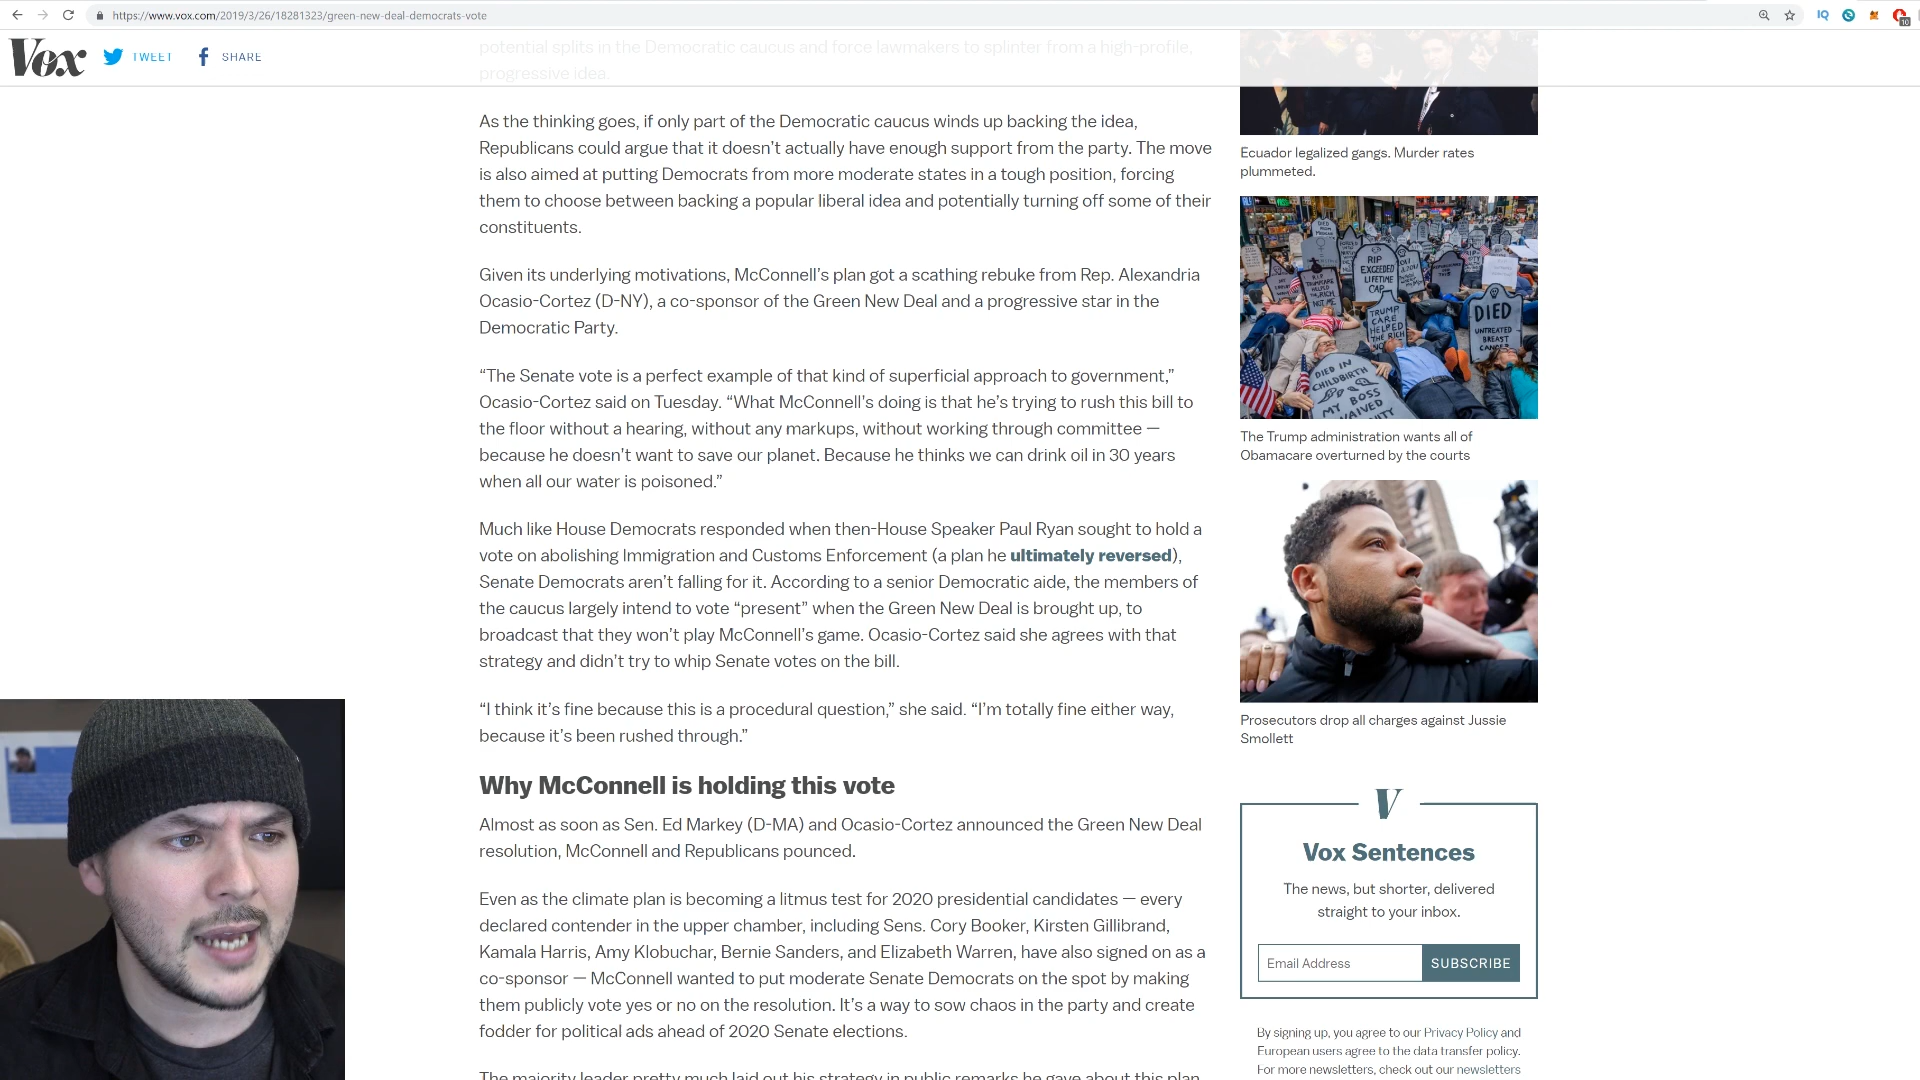 https://www.vox.com/2019/3/26/18281323/green-new-deal-democrats-vote
IQ
10
Vox
TWEET
SHARE
potential splits in the Democratic caucus and force lawmakers to splinter from a high-profile,
progressive idea.
As the thinking goes, if only part of the Democratic caucus winds up backing the idea,
Republicans could argue that it doesn’t actually have enough support from the party. The move
is also aimed at putting Democrats from more moderate states in a tough position, forcing
them to choose between backing a popular liberal idea and potentially turning off some of their
constituents.
Given its underlying motivations, McConnell’s plan got a scathing rebuke from Rep. Alexandria
Ocasio-Cortez (D-NY), a co-sponsor of the Green New Deal and a progressive star in the
Democratic Party.
“The Senate vote is a perfect example of that kind of superficial approach to government,”
Ocasio-Cortez said on Tuesday. “What McConnell’s doing is that he’s trying to rush this bill to
the floor without a hearing, without any markups, without working through committee —
because he doesn’t want to save our planet. Because he thinks we can drink oil in 30 years
when all our water is poisoned.”
Much like House Democrats responded when then-House Speaker Paul Ryan sought to hold a
vote on abolishing Immigration and Customs Enforcement (a plan he ultimately reversed),
Senate Democrats aren’t falling for it. According to a senior Democratic aide, the members of
the caucus largely intend to vote “present” when the Green New Deal is brought up, to
broadcast that they won’t play McConnell’s game. Ocasio-Cortez said she agrees with that
strategy and didn’t try to whip Senate votes on the bill.
“I think it’s fine because this is a procedural question,” she said. “I’m totally fine either way,
because it’s been rushed through.”
Why McConnell is holding this vote
Almost as soon as Sen. Ed Markey (D-MA) and Ocasio-Cortez announced the Green New Deal
resolution, McConnell and Republicans pounced.
Even as the climate plan is becoming a litmus test for 2020 presidential candidates — every
declared contender in the upper chamber, including Sens. Cory Booker, Kirsten Gillibrand,
Kamala Harris, Amy Klobuchar, Bernie Sanders, and Elizabeth Warren, have also signed on as a
co-sponsor — McConnell wanted to put moderate Senate Democrats on the spot by making
them publicly vote yes or no on the resolution. It’s a way to sow chaos in the party and create
fodder for political ads ahead of 2020 Senate elections.
The majority leader pretty much laid out his strategy in public remarks he gave about this plan
Ecuador legalized gangs. Murder rates
plummeted.
RIP
EXCEEDED
LIFETIME
CAP
TRUMP
CARE
HELPED
THE RICH
DIED
UNTREATED
BREAST
CANCER
DIED IN
CHILDBIRTH
MY BOSS
WAIVED
The Trump administration wants all of
Obamacare overturned by the courts
Prosecutors drop all charges against Jussie
Smollett
V
Vox Sentences
The news, but shorter, delivered
straight to your inbox.
Email Address
SUBSCRIBE
By signing up, you agree to our Privacy Policy and
European users agree to the data transfer policy.
For more newsletters, check out our newsletters